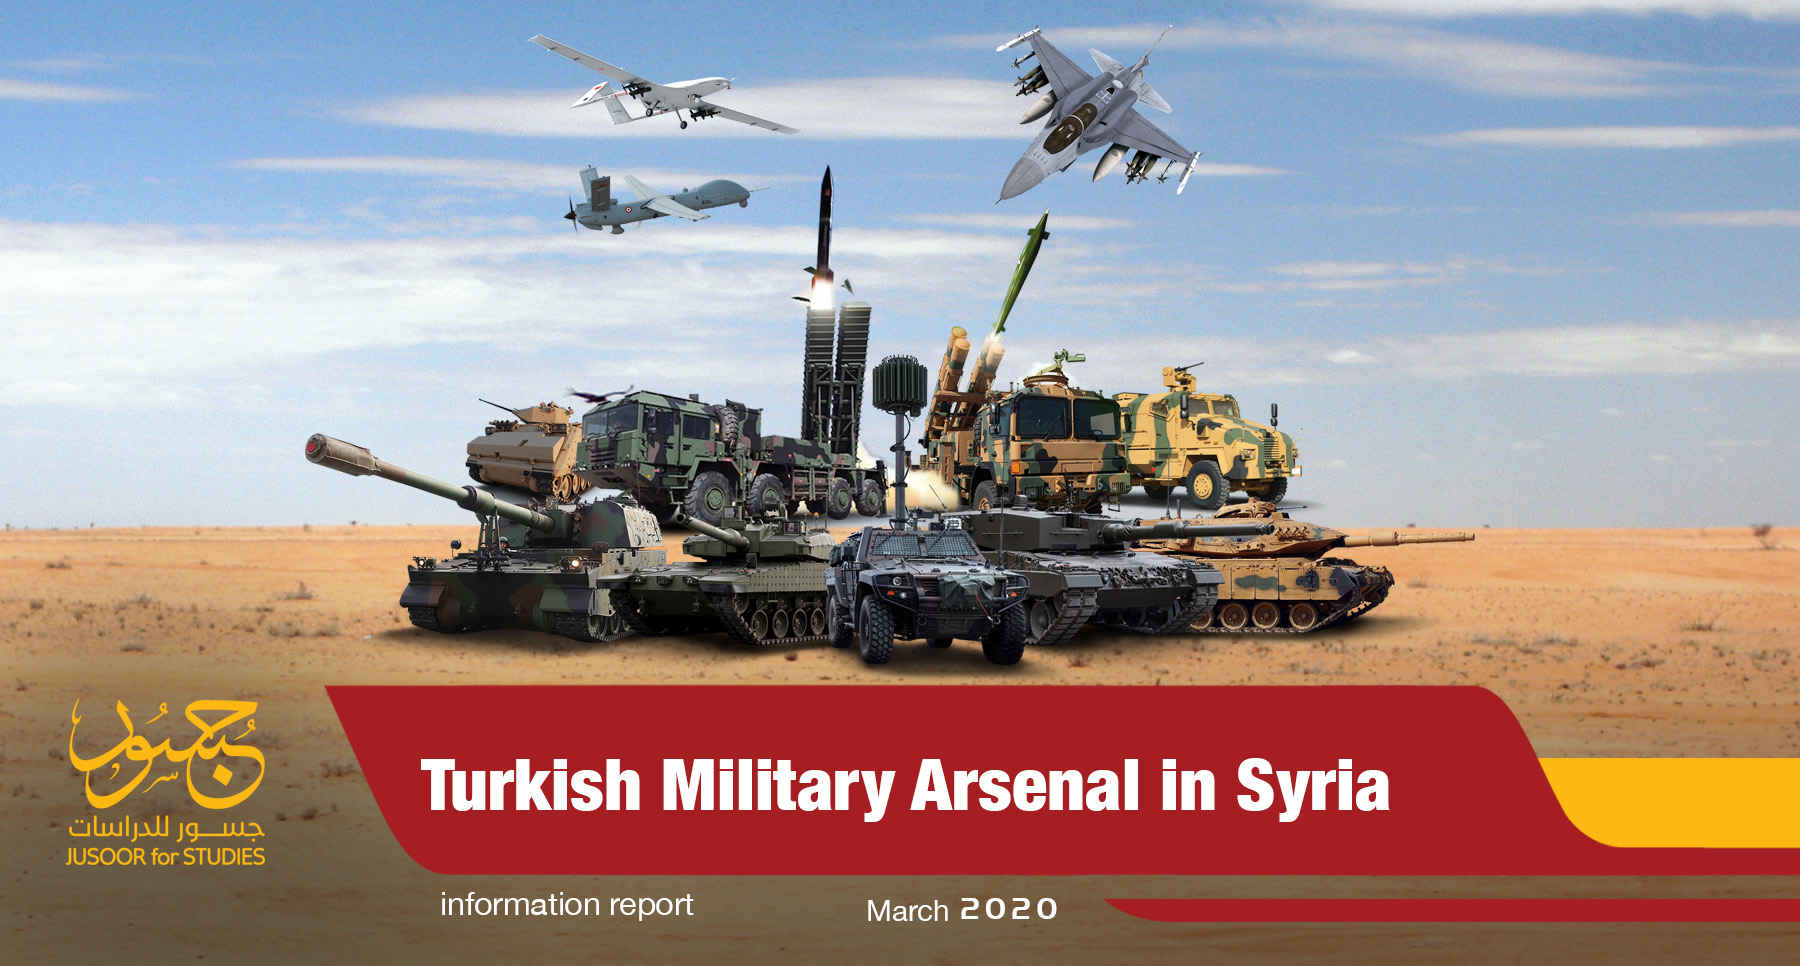 Turkish Military Arsenal in Syria
جسور
جسور للدراسات
JUSOOR for STUDIES
information report
March 2020